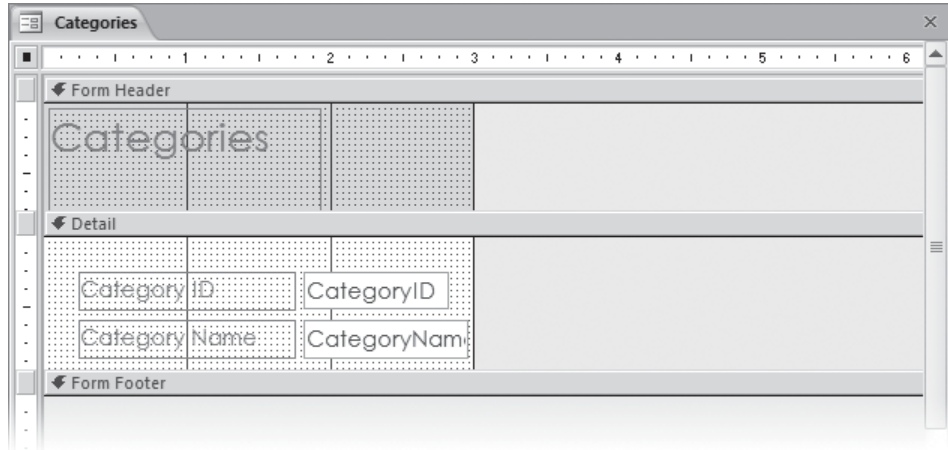 Categories
1 2 3 4 5 6
Form Header
Categories
Detail
Category ID CategoryID
Category Name CategoryNam
Form Footer